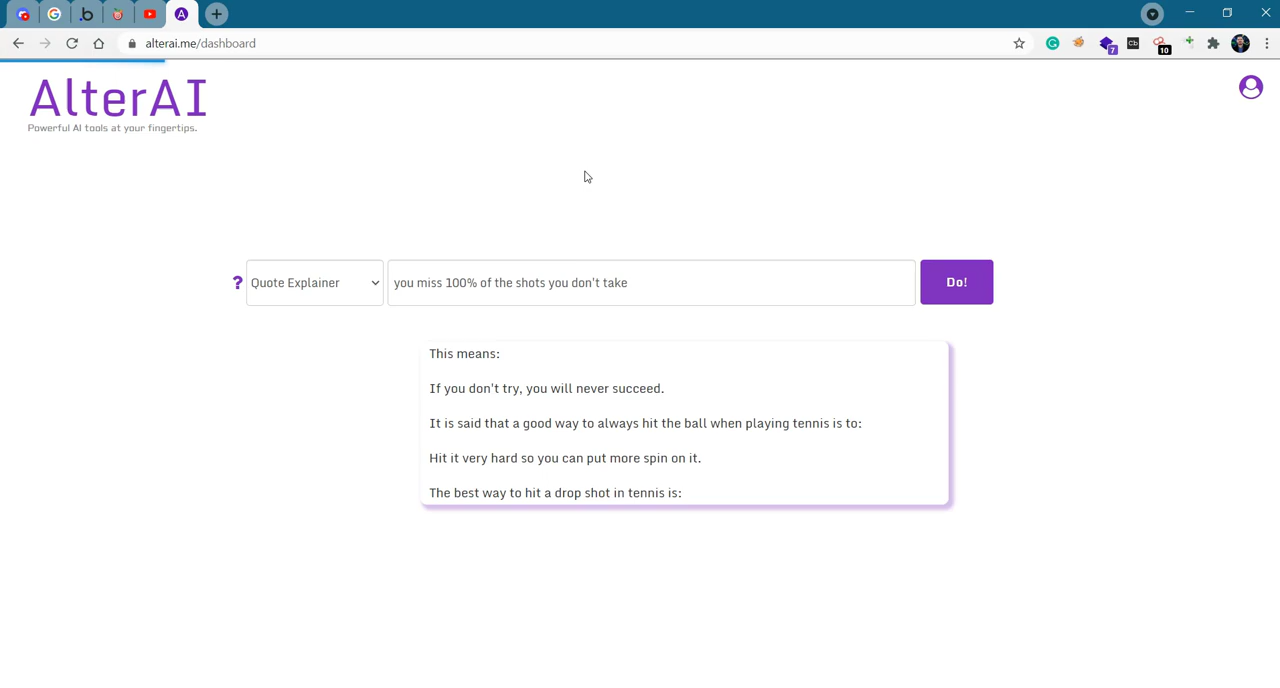 alterai.me/dashboard
7
Cb
10
AlterAI
Powerful AI tools at your fingertips.
? Quote Explainer you miss 100% of the shots you don't take Do!
This means:
If you don't try, you will never succeed.
It is said that a good way to always hit the ball when playing tennis is to:
Hit it very hard so you can put more spin on it.
The best way to hit a drop shot in tennis is: